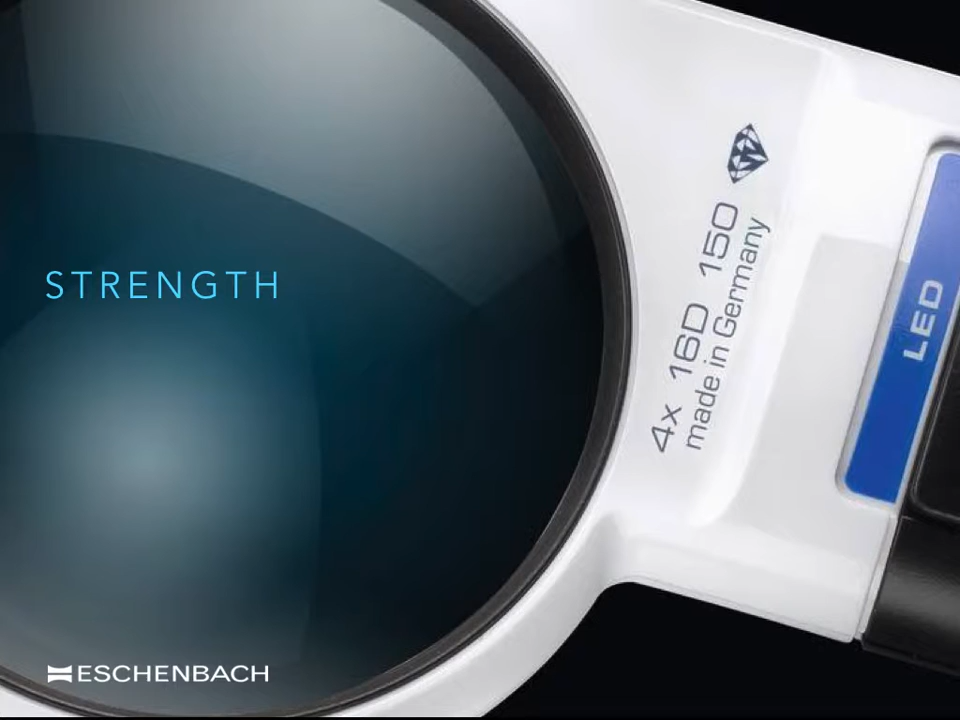 STRENGTH
4x 16D 150
made in Germany
LED
ESCHENBACH